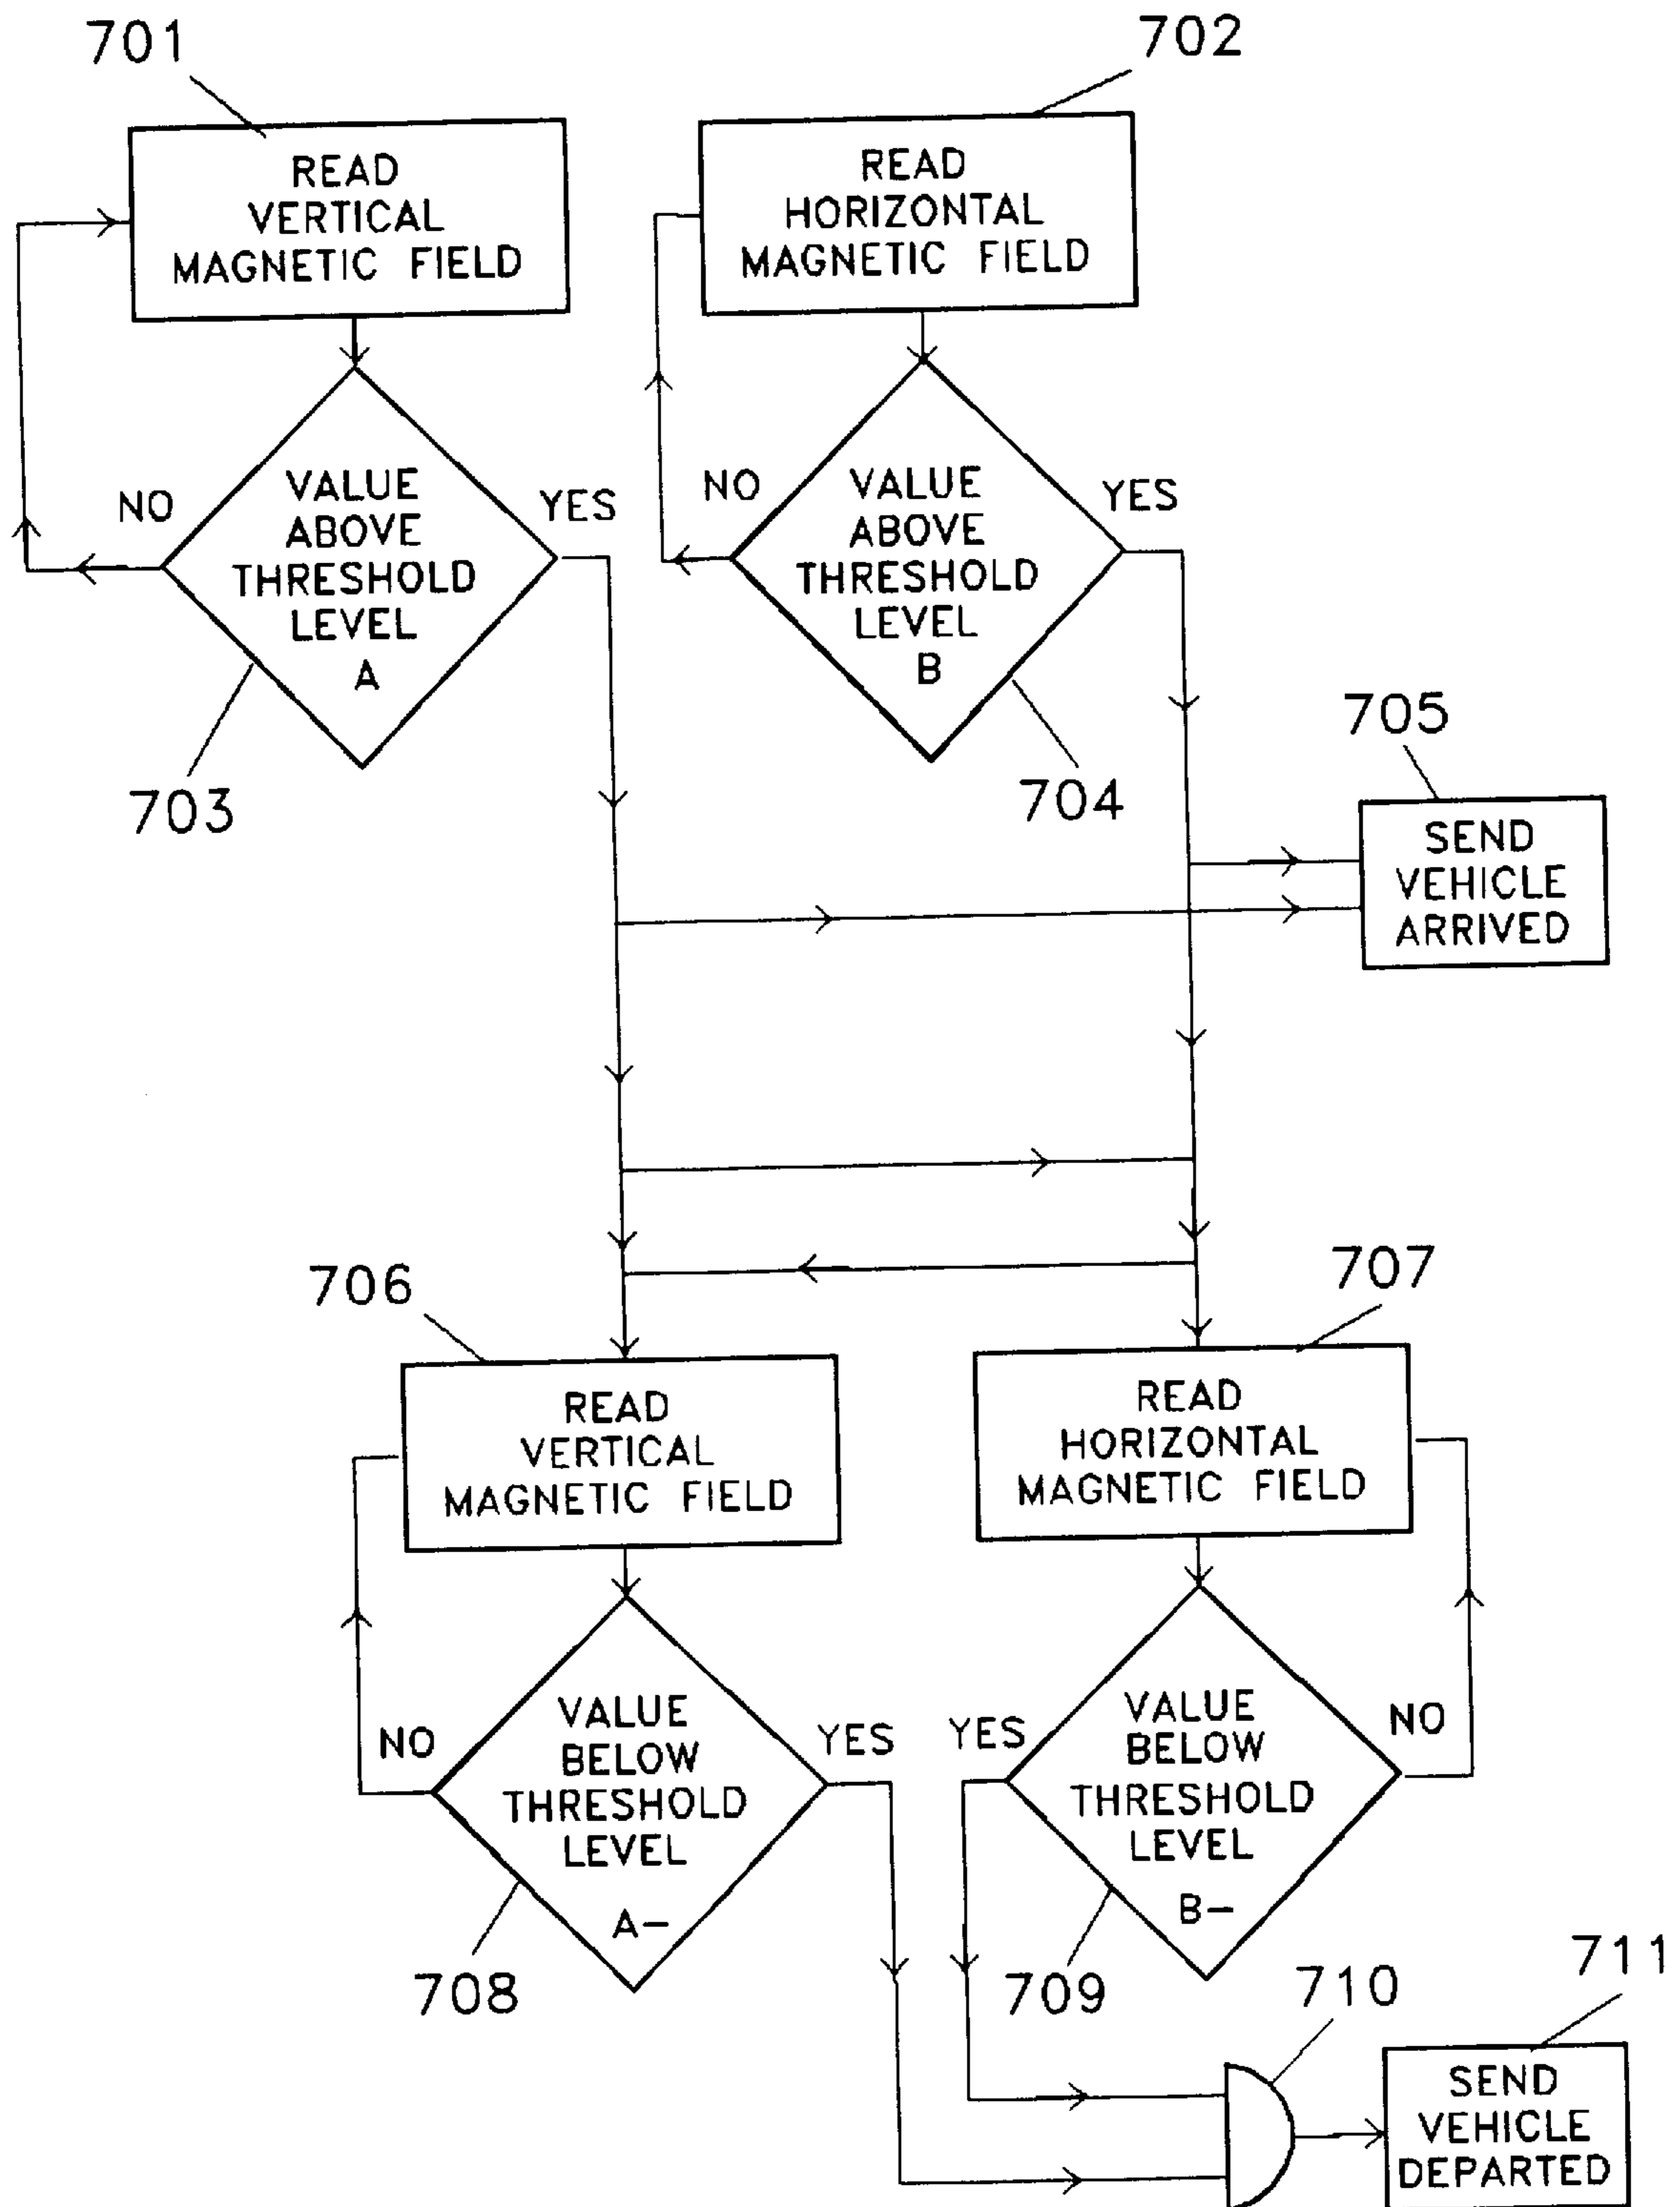 701
702
READ
VERTICAL
MAGNETIC FIELD
READ
HORIZONTAL
MAGNETIC FIELD
NO
VALUE
ABOVE
THRESHOLD
LEVEL
A
YES
NO
VALUE
ABOVE
THRESHOLD
LEVEL
B
YES
703
704
705
SEND
VEHICLE
ARRIVED
706
707
READ
VERTICAL
MAGNETIC FIELD
READ
HORIZONTAL
MAGNETIC FIELD
NO
VALUE
BELOW
THRESHOLD
LEVEL
A-
YES
YES
VALUE
BELOW
THRESHOLD
LEVEL
B-
NO
708
709
710
711
SEND
VEHICLE
DEPARTED